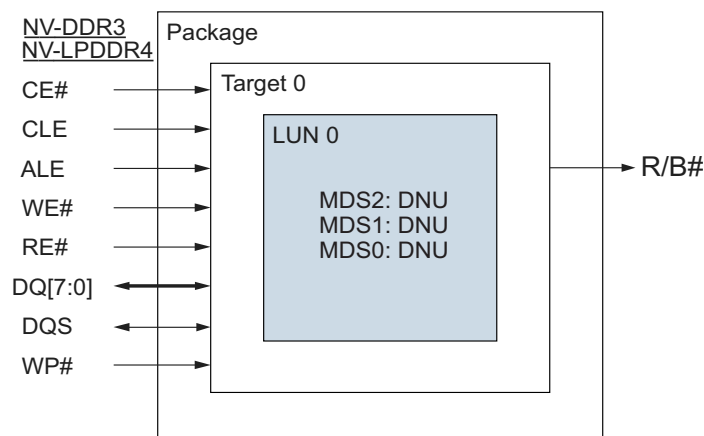 NV-DDR3
NV-LPDDR4
Package
Target 0
LUN 0
CE#
CLE
ALE
WE#
RE#
DQ[7:0]
DQS
WP#
MDS2: DNU
MDS1: DNU
MDS0: DNU
R/B#